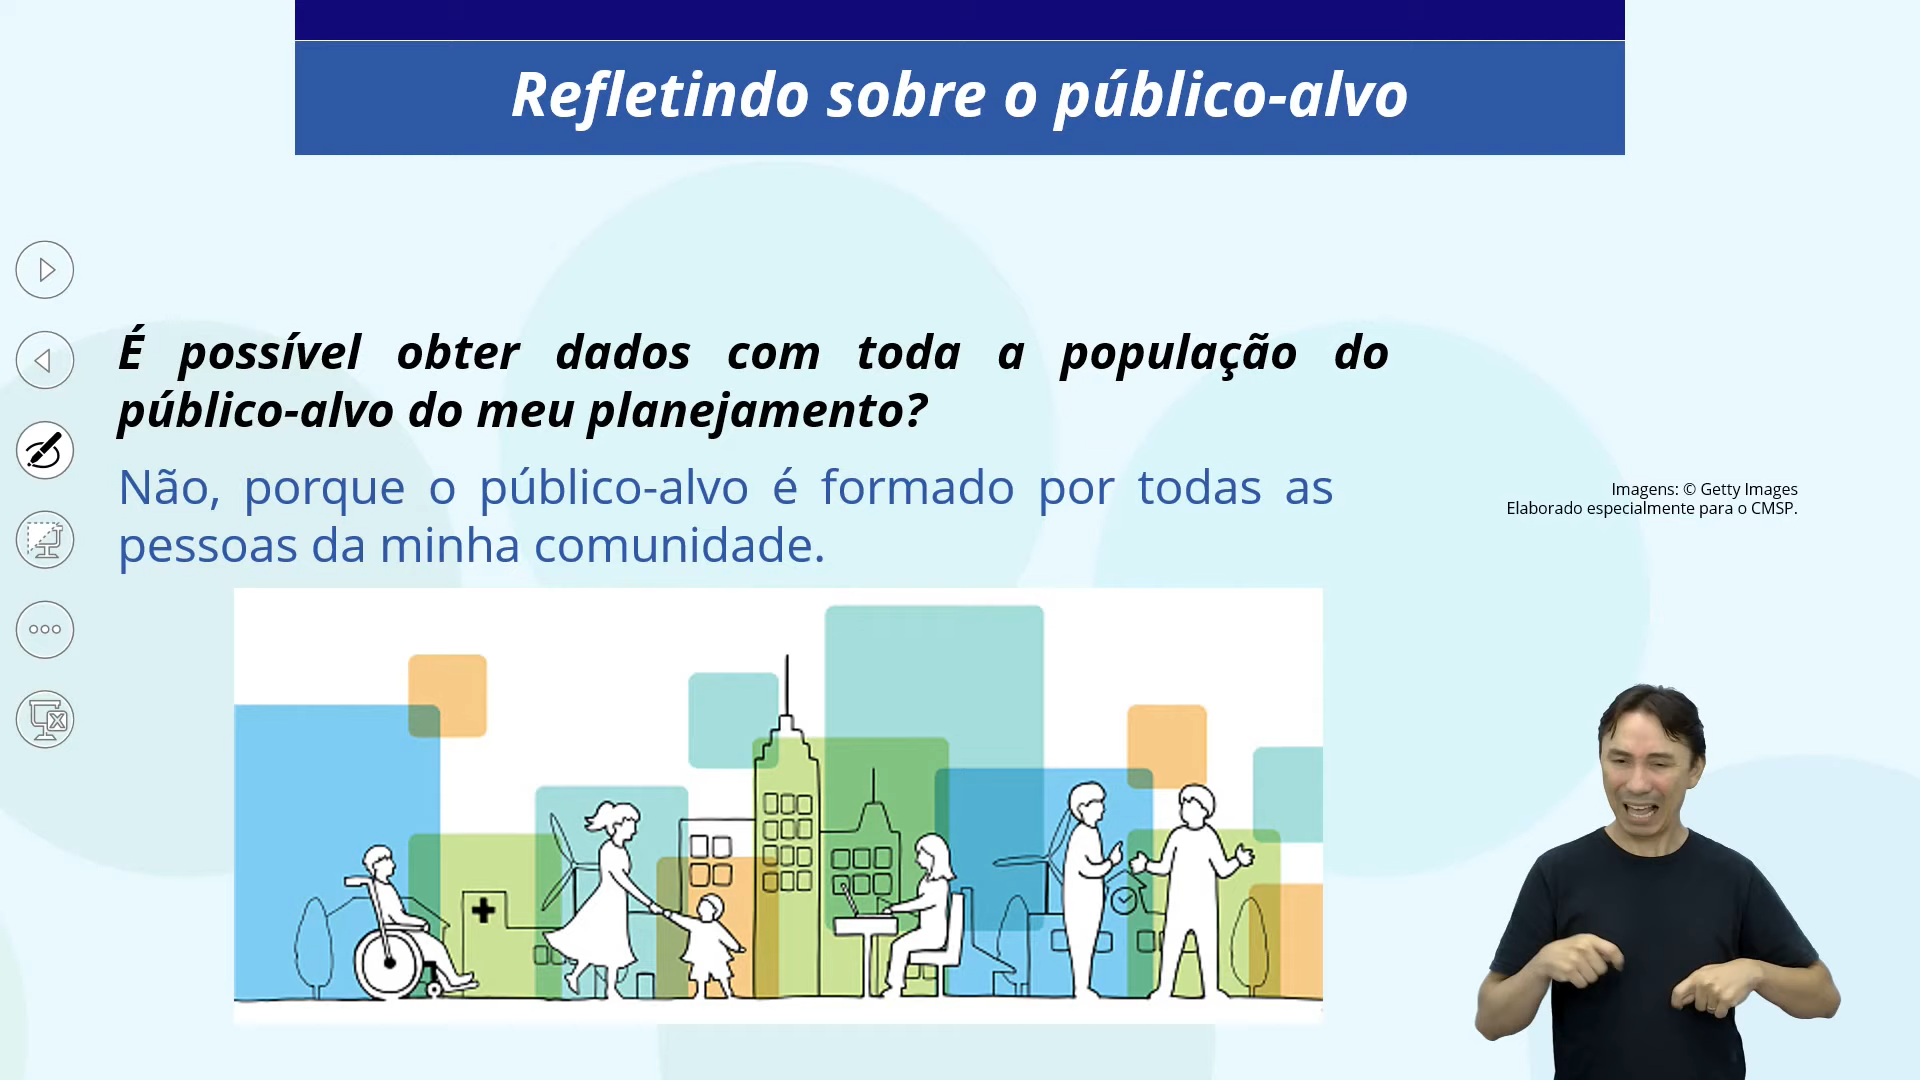 Refletindo sobre o público-alvo
É possível obter dados com toda a população do
público-alvo do meu planejamento?
Não, porque o público-alvo é formado por todas as
pessoas da minha comunidade.
Imagens: © Getty Images
Elaborado especialmente para o CMSP.